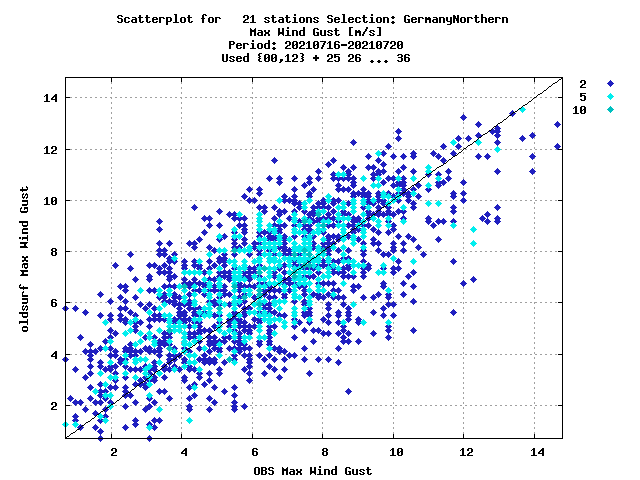 Scatterplot for   21 stations Selection: GermanyNorthern
Max Wind Gust [m/s]
Period: 20210716-20210720
Used {00,12} + 25 26 ... 36
2
5
10
14
12
10
8
6
4
2
oldsurf Max Wind Gust
2 4 6 8 10 12 14
OBS Max Wind Gust